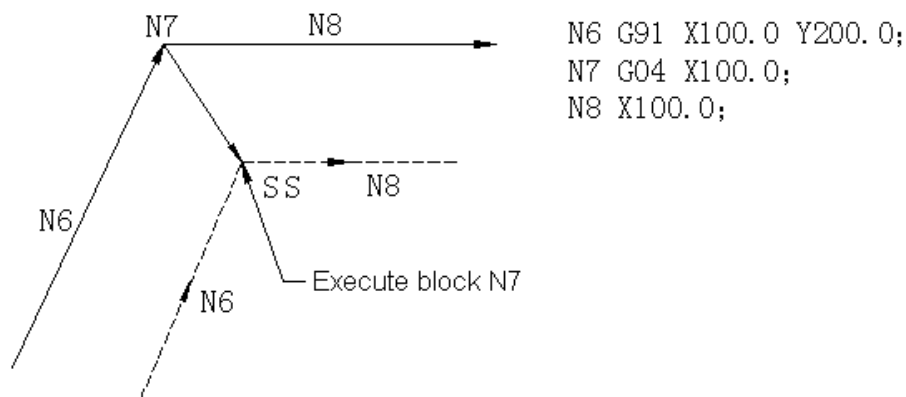 N7
N8
N6 G91 X100.0 Y200.0;
N7 G04 X100.0;
N8 X100.0;
SS
N8
N6
Execute block N7
N6